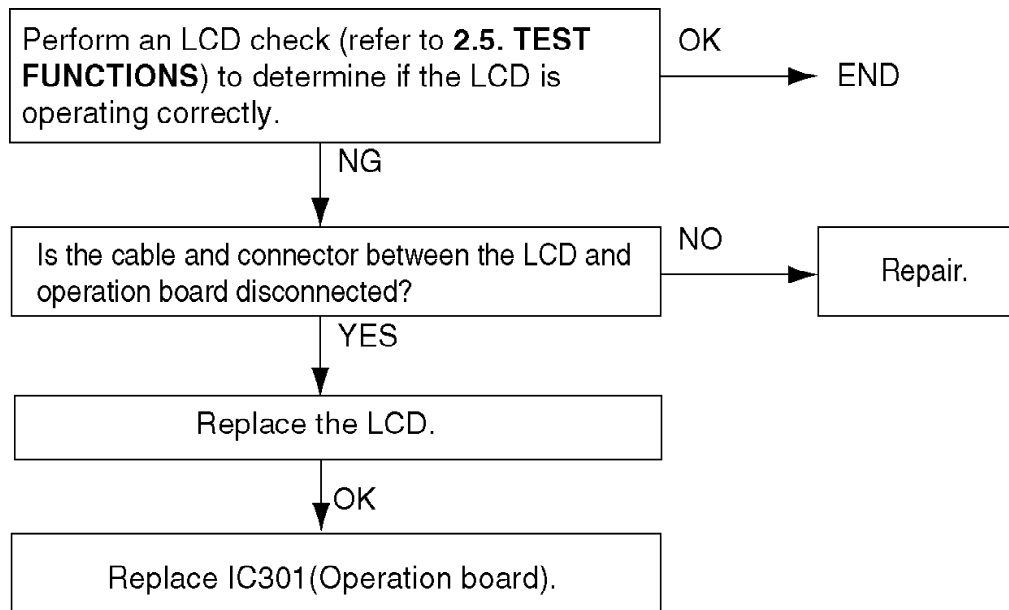 Perform an LCD check (refer to 2.5. TEST
FUNCTIONS) to determine if the LCD is
operating correctly.
OK
END
NG
Is the cable and connector between the LCD and
operation board disconnected?
NO
Repair.
YES
Replace the LCD.
OK
Replace IC301(Operation board).